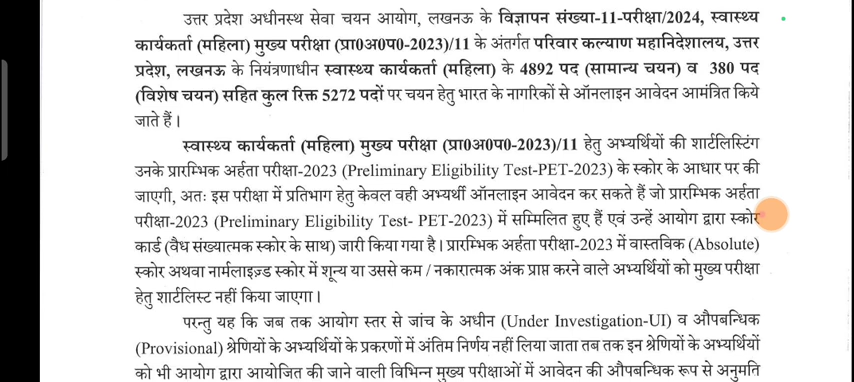 उत्तर प्रदेश अधीनस्थ सेवा चयन आयोग, लखनऊ के विज्ञापन संख्या-11-परीक्षा/2024, स्वास्थ्य
कार्यकर्ता (महिला) मुख्य परीक्षा (प्रा0अ0प0-2023)/11 के अंतर्गत परिवार कल्याण महानिदेशालय, उत्तर
प्रदेश, लखनऊ के नियंत्रणाधीन स्वास्थ्य कार्यकर्ता (महिला) के 4892 पद (सामान्य चयन) व 380 पद
(विशेष चयन) सहित कुल रिक्त 5272 पदों पर चयन हेतु भारत के नागरिकों से ऑनलाइन आवेदन आमंत्रित किये
जाते हैं।
स्वास्थ्य कार्यकर्ता (महिला) मुख्य परीक्षा (प्रा0अ0प0-2023)/11 हेतु अभ्यर्थियों की शार्टलिस्टिंग
उनके प्रारम्भिक अर्हता परीक्षा-2023 (Preliminary Eligibility Test-PET-2023) के स्कोर के आधार पर की
जाएगी, अतः इस परीक्षा में प्रतिभाग हेतु केवल वही अभ्यर्थी ऑनलाइन आवेदन कर सकते हैं जो प्रारम्भिक अर्हता
परीक्षा-2023 (Preliminary Eligibility Test- PET-2023) में सम्मिलित हुए हैं एवं उन्हें आयोग द्वारा स्कोर
कार्ड (वैध संख्यात्मक स्कोर के साथ) जारी किया गया है। प्रारम्भिक अर्हता परीक्षा-2023 में वास्तविक (Absolute)
स्कोर अथवा नार्मलाइज़्ड स्कोर में शून्य या उससे कम / नकारात्मक अंक प्राप्त करने वाले अभ्यर्थियों को मुख्य परीक्षा
हेतु शार्टलिस्ट नहीं किया जाएगा।
परन्तु यह कि जब तक आयोग स्तर से जांच के अधीन (Under Investigation-UI) व औपबन्धिक
(Provisional) श्रेणियों के अभ्यर्थियों के प्रकरणों में अंतिम निर्णय नहीं लिया जाता तब तक इन श्रेणियों के अभ्यर्थियों
को भी आयोग द्वारा आयोजित की जाने वाली विभिन्न मुख्य परीक्षाओं में आवेदन की औपबन्धिक रूप से अनुमति